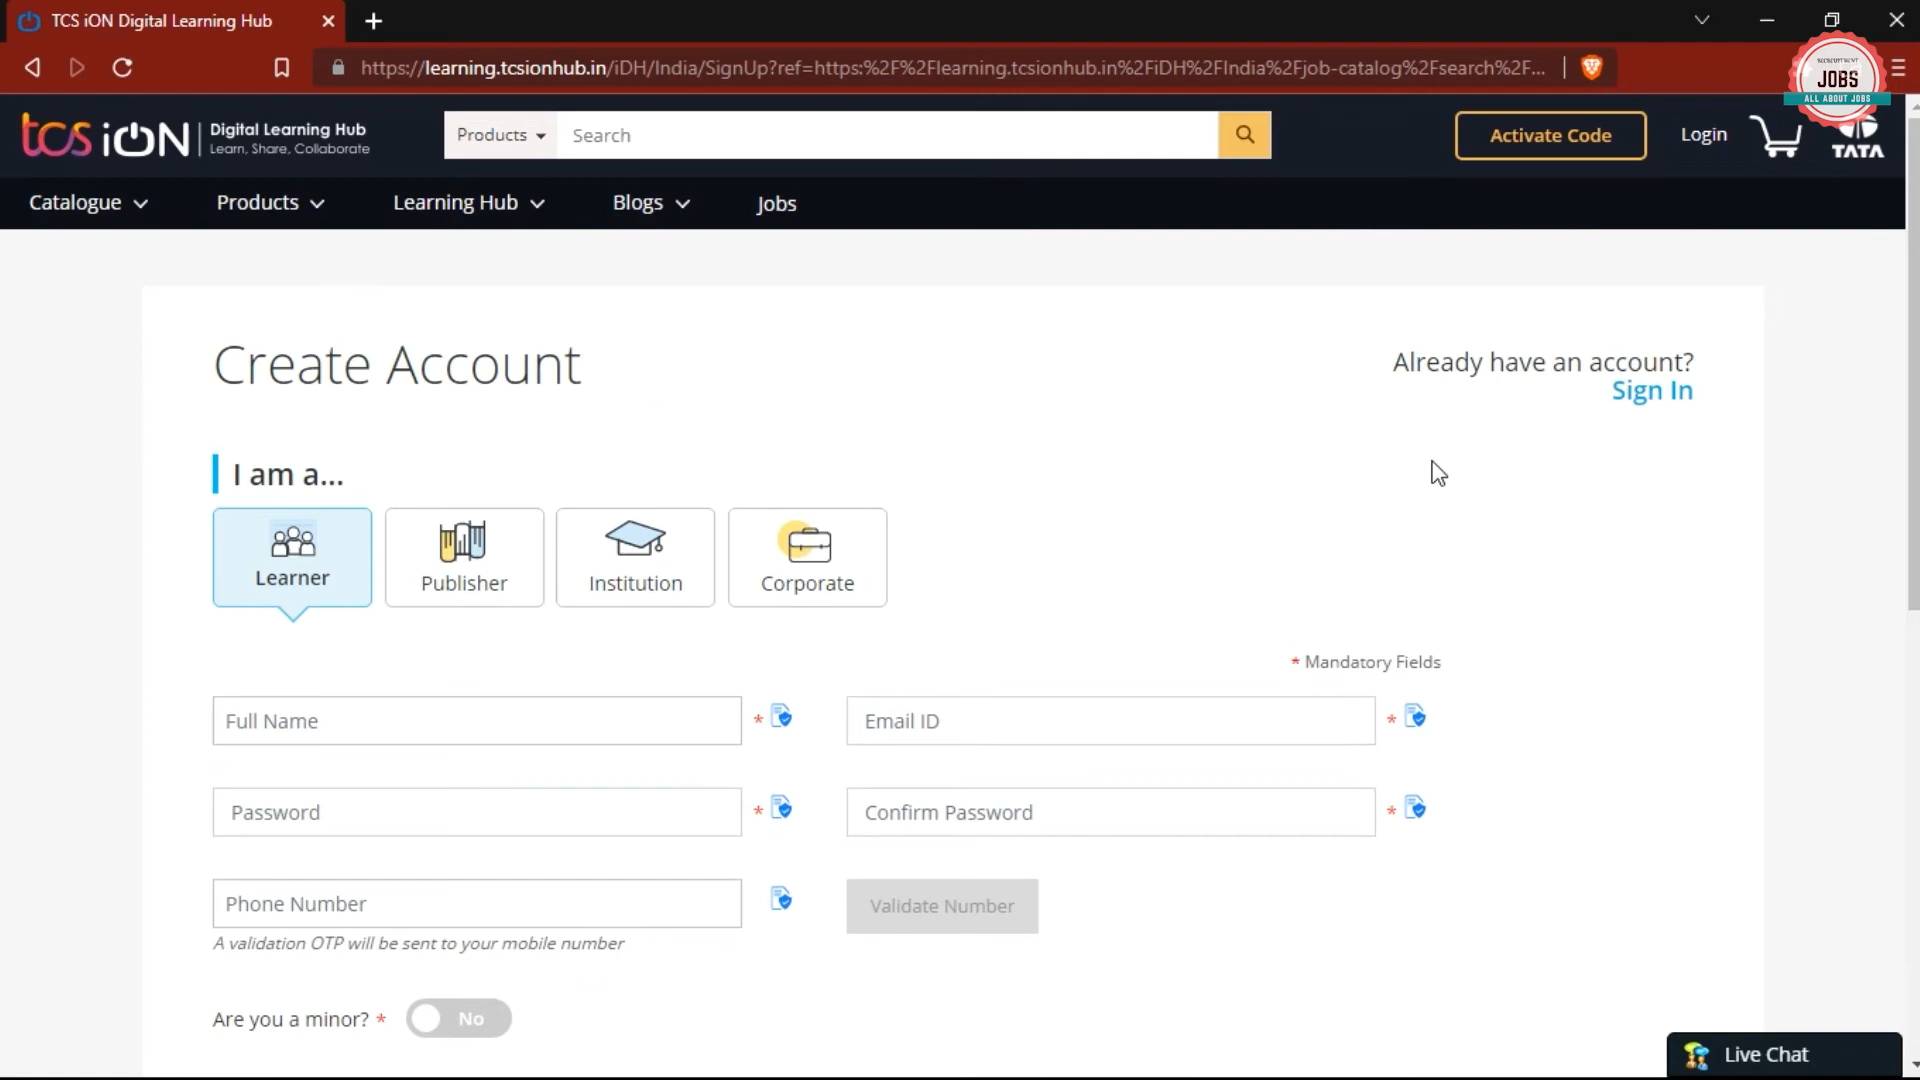 TCS iON Digital Learning Hub
https://learning.tcsionhub.in/iDH/India/SignUp?ref=https:%2F%2Flearning.tcsionhub.in%2FiDH%2FIndia%2Fjob-catalog%2Fsearch%2F...
RECRUITMENT
JOBS
ALL ABOUT JOBS
tcs iON
Digital Learning Hub
Learn, Share, Collaborate
Products
Search
Activate Code
Login
TATA
Catalogue
Products
Learning Hub
Blogs
Jobs
Create Account
Already have an account?
Sign In
I am a...
Learner
Publisher
Institution
Corporate
* Mandatory Fields
Full Name *
Email ID *
Password *
Confirm Password *
Phone Number
Validate Number
A validation OTP will be sent to your mobile number
Are you a minor? *
No
Live Chat